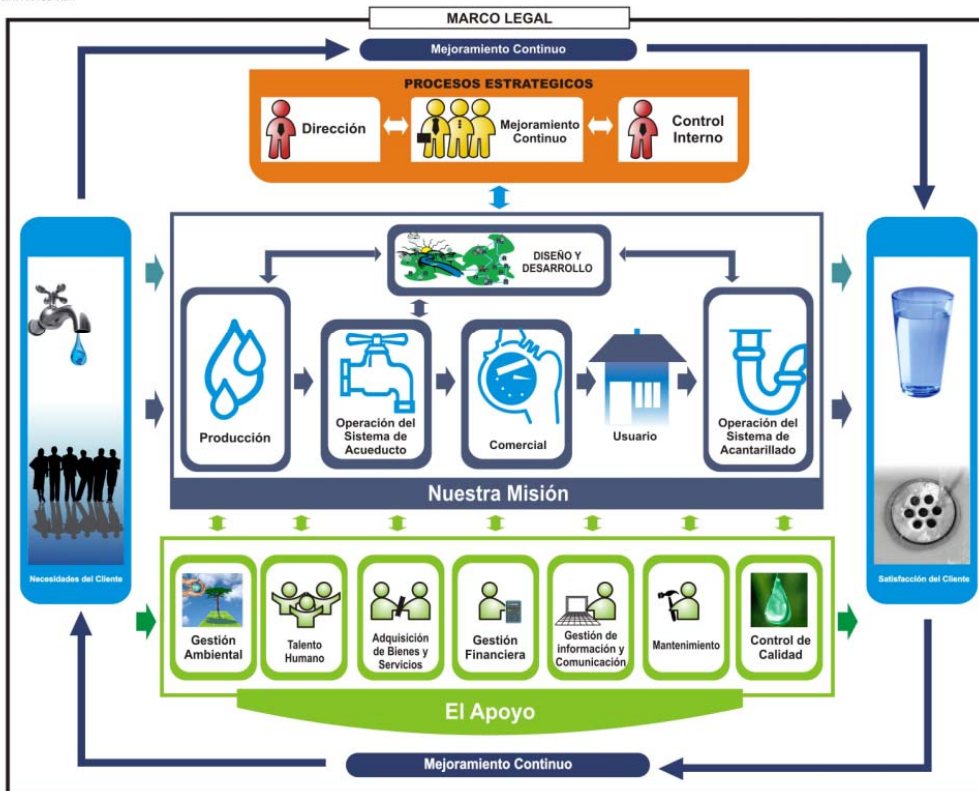 MARCO LEGAL
Mejoramiento Continuo
PROCESOS ESTRATEGICOS
Dirección
Mejoramiento
Continuo
Control
Interno
DISEÑO Y
DESARROLLO
Producción
Operación del
Sistema de
Acueducto
Comercial
Usuario
Operación del
Sistema de
Acantarillado
Nuestra Misión
Necesidades del Cliente
Satisfacción del Cliente
Gestión
Ambiental
Talento
Humano
Adquisición
de Bienes y
Servicios
Gestión
Financiera
Gestión de
información y
Comunicación
Mantenimiento
Control de
Calidad
El Apoyo
Mejoramiento Continuo